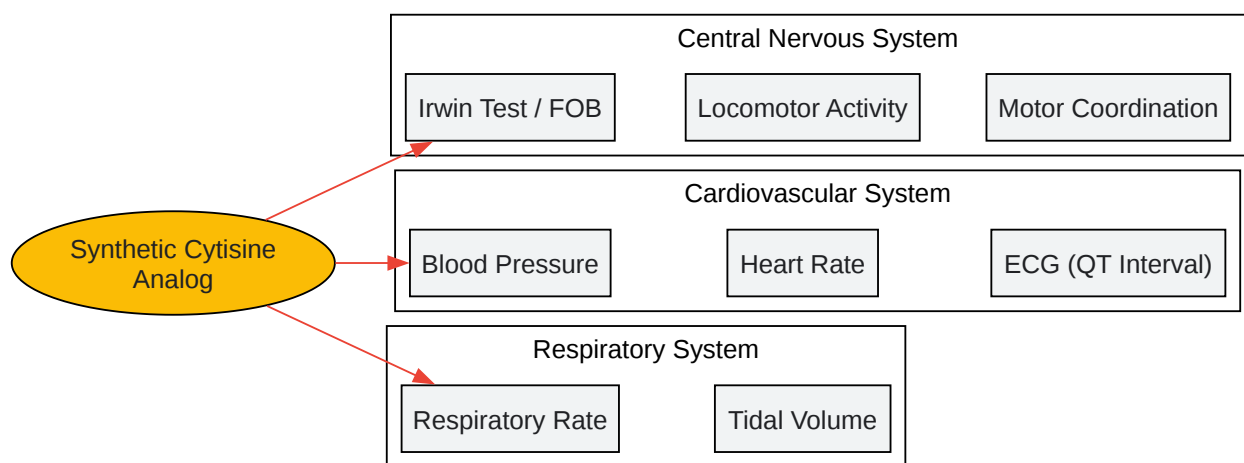 Central Nervous System
Irwin Test / FOB
Locomotor Activity
Motor Coordination
Cardiovascular System
Synthetic Cytisine
Analog
Blood Pressure
Heart Rate
ECG (QT Interval)
Respiratory System
Respiratory Rate
Tidal Volume